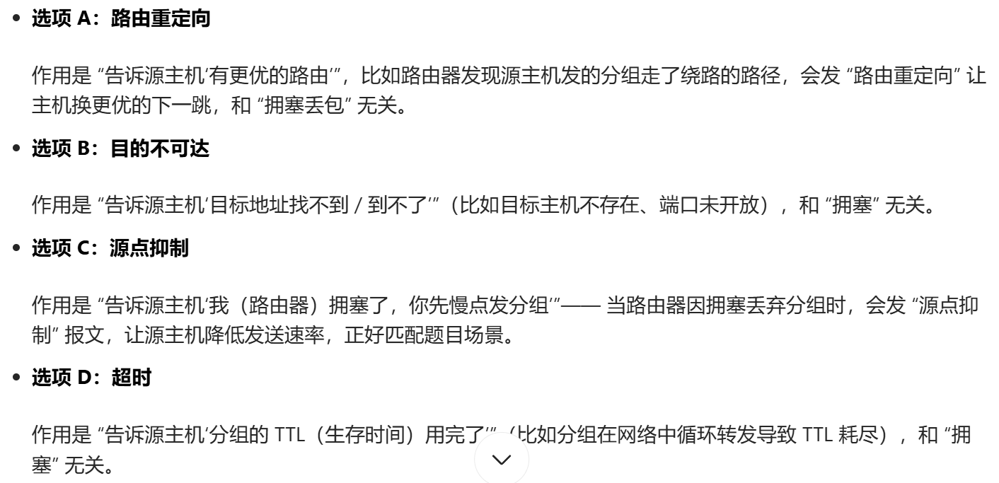 选项 A：路由重定向
作用是 “告诉源主机‘有更优的路由’”，比如路由器发现源主机发的分组走了绕路的路径，会发 “路由重定向” 让
主机换更优的下一跳，和 “拥塞丢包” 无关。
选项 B：目的不可达
作用是 “告诉源主机‘目标地址找不到 / 到不了’”（比如目标主机不存在、端口未开放），和 “拥塞” 无关。
选项 C：源点抑制
作用是 “告诉源主机‘我（路由器）拥塞了，你先慢点发分组’”—— 当路由器因拥塞丢弃分组时，会发 “源点抑
制” 报文，让源主机降低发送速率，正好匹配题目场景。
选项 D：超时
作用是 “告诉源主机‘分组的 TTL（生存时间）用完了’”（比如分组在网络中循环转发导致 TTL 耗尽），和 “拥
塞” 无关。